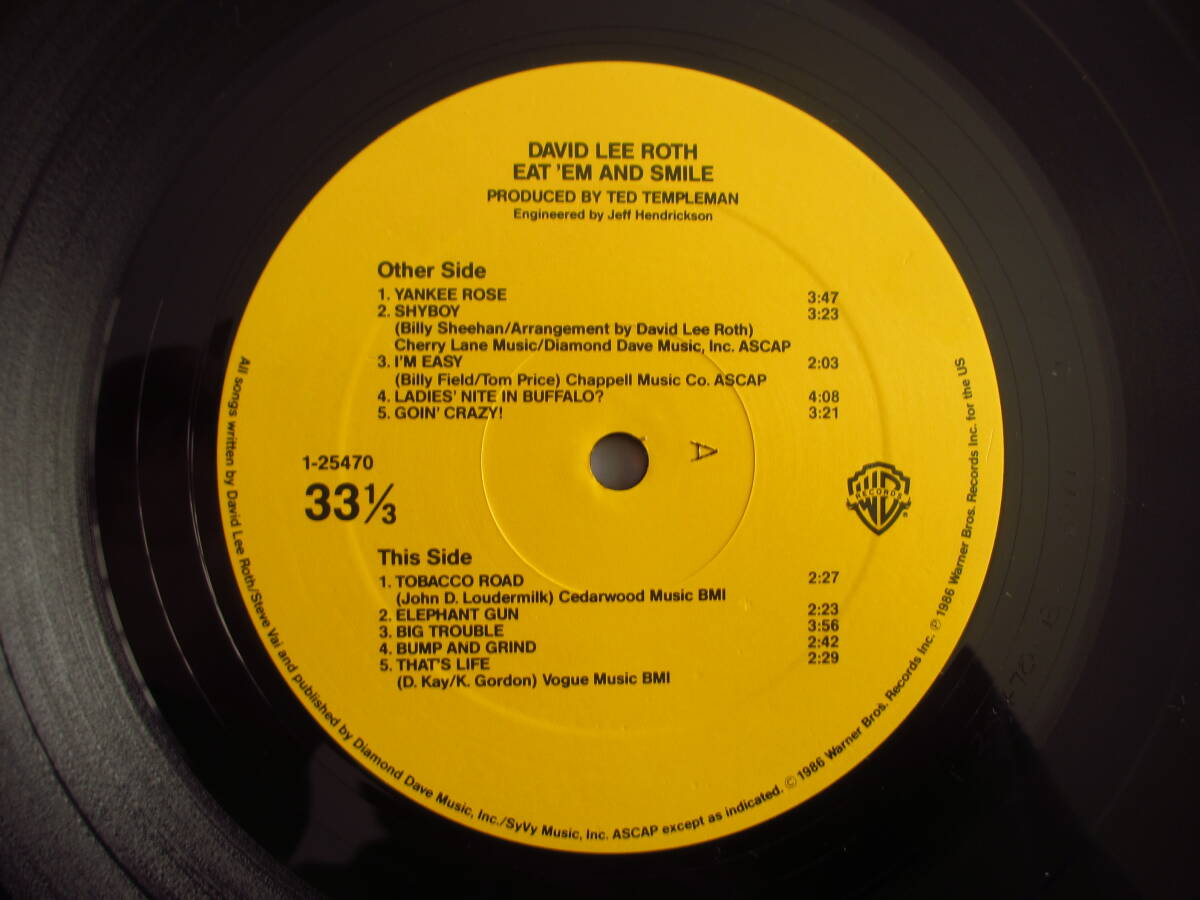 DAVID LEE ROTH
EAT 'EM AND SMILE
PRODUCED BY TED TEMPLEMAN
Engineered by Jeff Hendrickson
Other Side
1. YANKEE ROSE 3:47
2. SHYBOY 3:23
(Billy Sheehan/Arrangement by David Lee Roth)
Cherry Lane Music/Diamond Dave Music, Inc. ASCAP
3. I'M EASY 2:03
(Billy Field/Tom Price) Chappell Music Co. ASCAP
4. LADIES' NITE IN BUFFALO? 4:08
5. GOIN' CRAZY! 3:21
1-25470
33⅓
A
W
RECORDS
B
®
This Side
1. TOBACCO ROAD 2:27
(John D. Loudermilk) Cedarwood Music BMI
2. ELEPHANT GUN 2:23
3. BIG TROUBLE 3:56
4. BUMP AND GRIND 2:42
5. THAT'S LIFE 2:29
(D. Kay/K. Gordon) Vogue Music BMI
All songs written by David Lee Roth/Steve Vai and published by Diamond Dave Music, Inc./SyVy Music, Inc. ASCAP except as indicated. © 1986 Warner Bros. Records Inc. ℗ 1986 Warner Bros. Records Inc. for the US